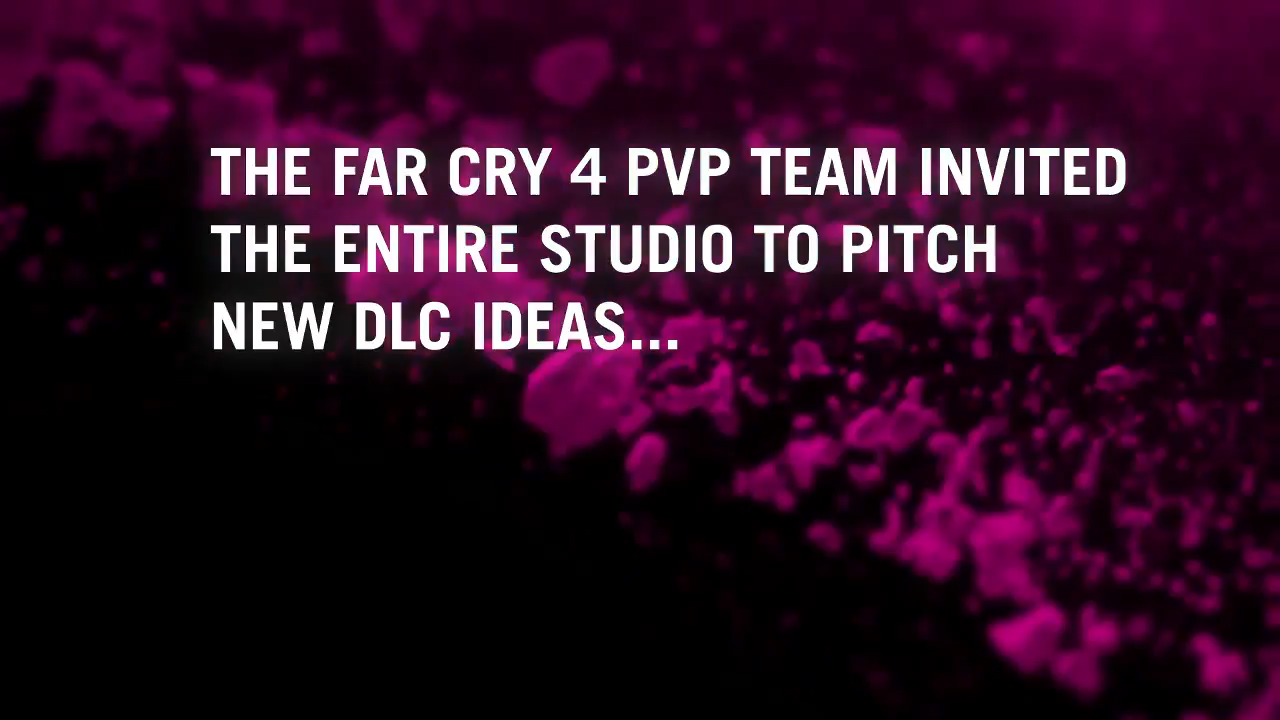 THE FAR CRY 4 PVP TEAM INVITED
THE ENTIRE STUDIO TO PITCH
NEW DLC IDEAS...